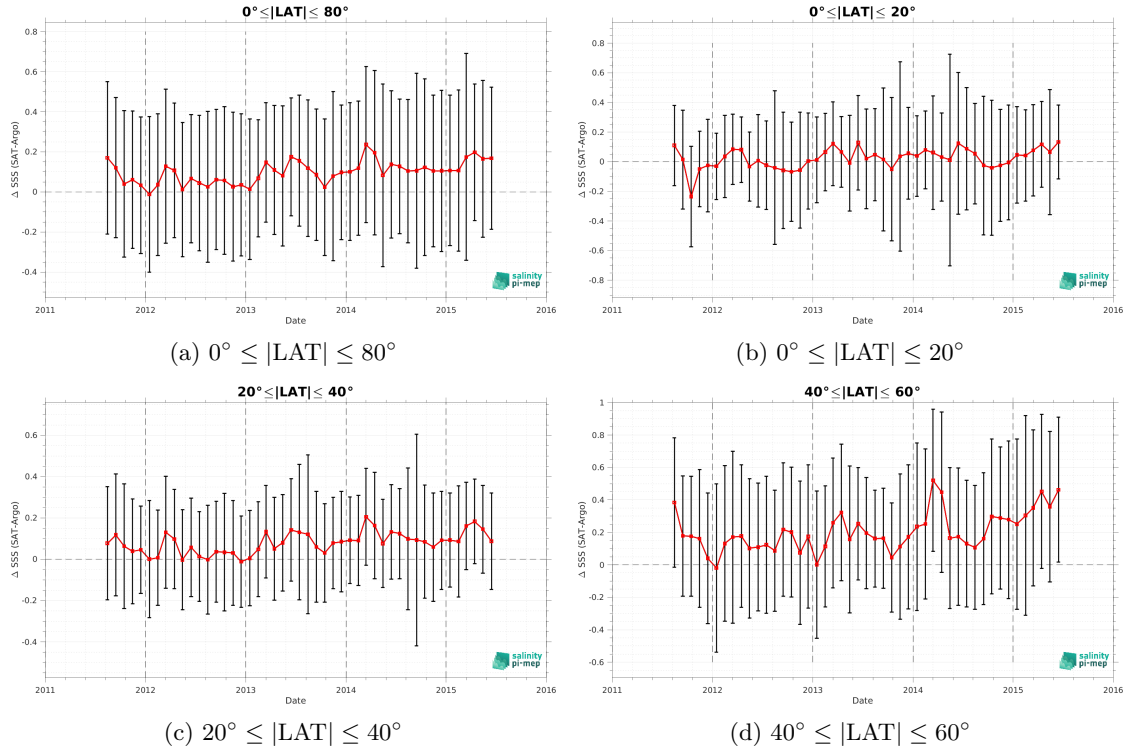 0°≤|LAT|≤ 80°
Δ SSS (SAT-Argo)
0.8
0.6
0.4
0.2
0
-0.2
-0.4
2011 2012 2013 2014 2015 2016
Date
salinity
pi-mep
(a) 0° ≤ |LAT| ≤ 80°
0°≤|LAT|≤ 20°
Δ SSS (SAT-Argo)
0.8
0.6
0.4
0.2
0
-0.2
-0.4
-0.6
-0.8
2011 2012 2013 2014 2015 2016
Date
salinity
pi-mep
(b) 0° ≤ |LAT| ≤ 20°
20°≤|LAT|≤ 40°
Δ SSS (SAT-Argo)
0.6
0.4
0.2
0
-0.2
-0.4
2011 2012 2013 2014 2015 2016
Date
salinity
pi-mep
(c) 20° ≤ |LAT| ≤ 40°
40°≤|LAT|≤ 60°
Δ SSS (SAT-Argo)
1
0.8
0.6
0.4
0.2
0
-0.2
-0.4
-0.6
2011 2012 2013 2014 2015 2016
Date
salinity
pi-mep
(d) 40° ≤ |LAT| ≤ 60°